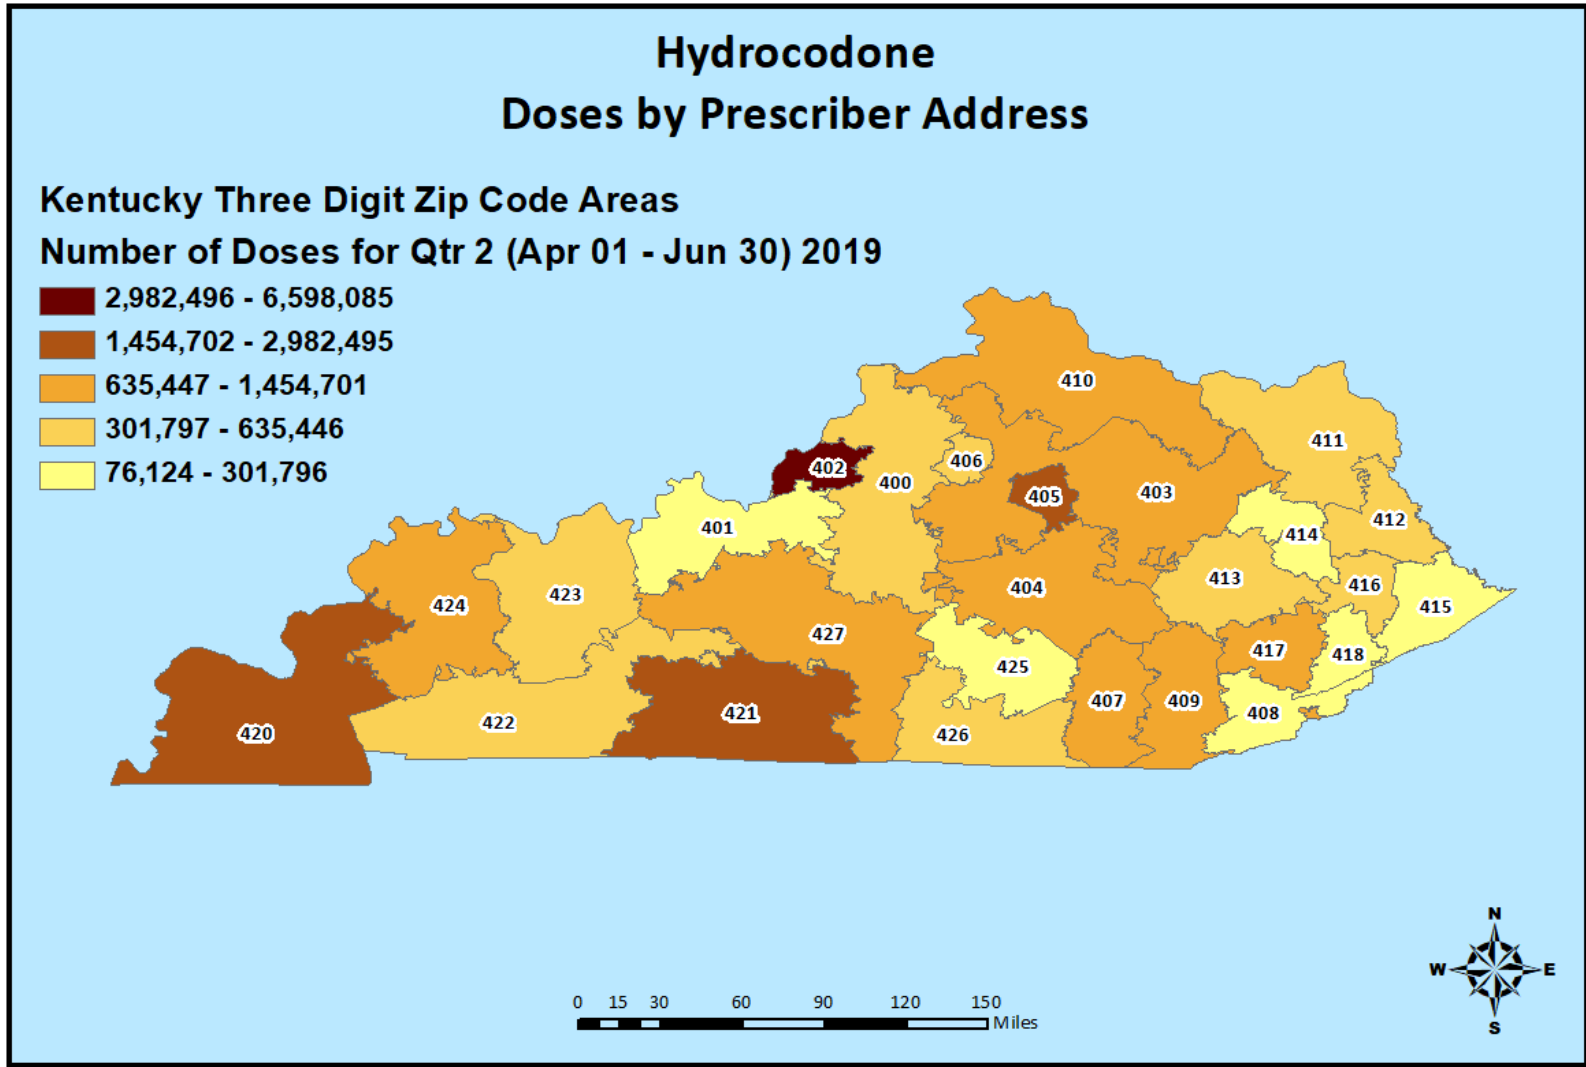 Hydrocodone
Doses by Prescriber Address
Kentucky Three Digit Zip Code Areas
Number of Doses for Qtr 2 (Apr 01 - Jun 30) 2019
2,982,496 - 6,598,085
1,454,702 - 2,982,495
635,447 - 1,454,701
301,797 - 635,446
76,124 - 301,796
410
411
406
402
400
405
403
412
401
414
413
416
404
423
424
415
427
417
418
425
407
409
408
421
422
420
426
N
W E
S
0 15 30 60 90 120 150
Miles